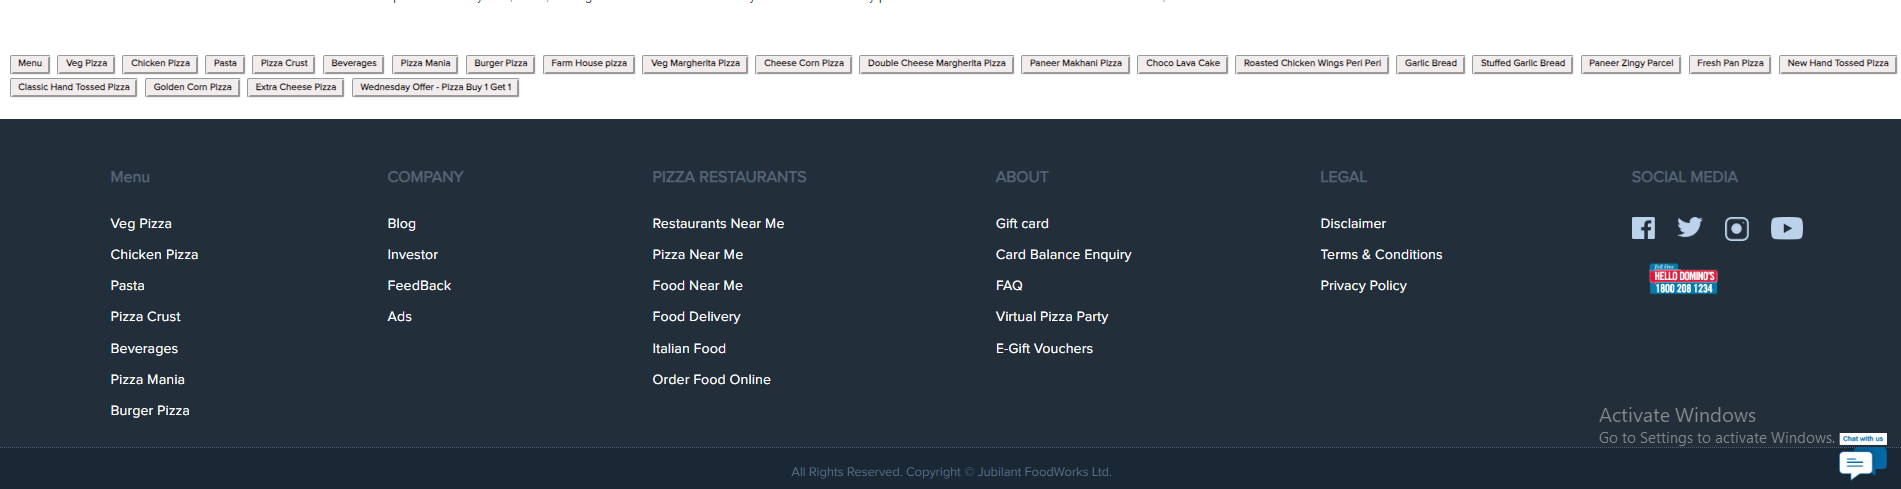 Menu Veg Pizza Chicken Pizza Pasta Pizza Crust Beverages Pizza Mania Burger Pizza Farm House pizza Veg Margherita Pizza Cheese Corn Pizza Double Cheese Margherita Pizza Paneer Makhani Pizza Choco Lava Cake Roasted Chicken Wings Peri Peri Garlic Bread Stuffed Garlic Bread Paneer Zingy Parcel Fresh Pan Pizza New Hand Tossed Pizza
Classic Hand Tossed Pizza Golden Corn Pizza Extra Cheese Pizza Wednesday Offer - Pizza Buy 1 Get 1
Menu
Veg Pizza
Chicken Pizza
Pasta
Pizza Crust
Beverages
Pizza Mania
Burger Pizza
COMPANY
Blog
Investor
FeedBack
Ads
PIZZA RESTAURANTS
Restaurants Near Me
Pizza Near Me
Food Near Me
Food Delivery
Italian Food
Order Food Online
ABOUT
Gift card
Card Balance Enquiry
FAQ
Virtual Pizza Party
E-Gift Vouchers
LEGAL
Disclaimer
Terms & Conditions
Privacy Policy
SOCIAL MEDIA
Toll Free
HELLO DOMINO'S
1800 208 1234
Activate Windows
Go to Settings to activate Windows.
Chat with us
All Rights Reserved. Copyright © Jubilant FoodWorks Ltd.